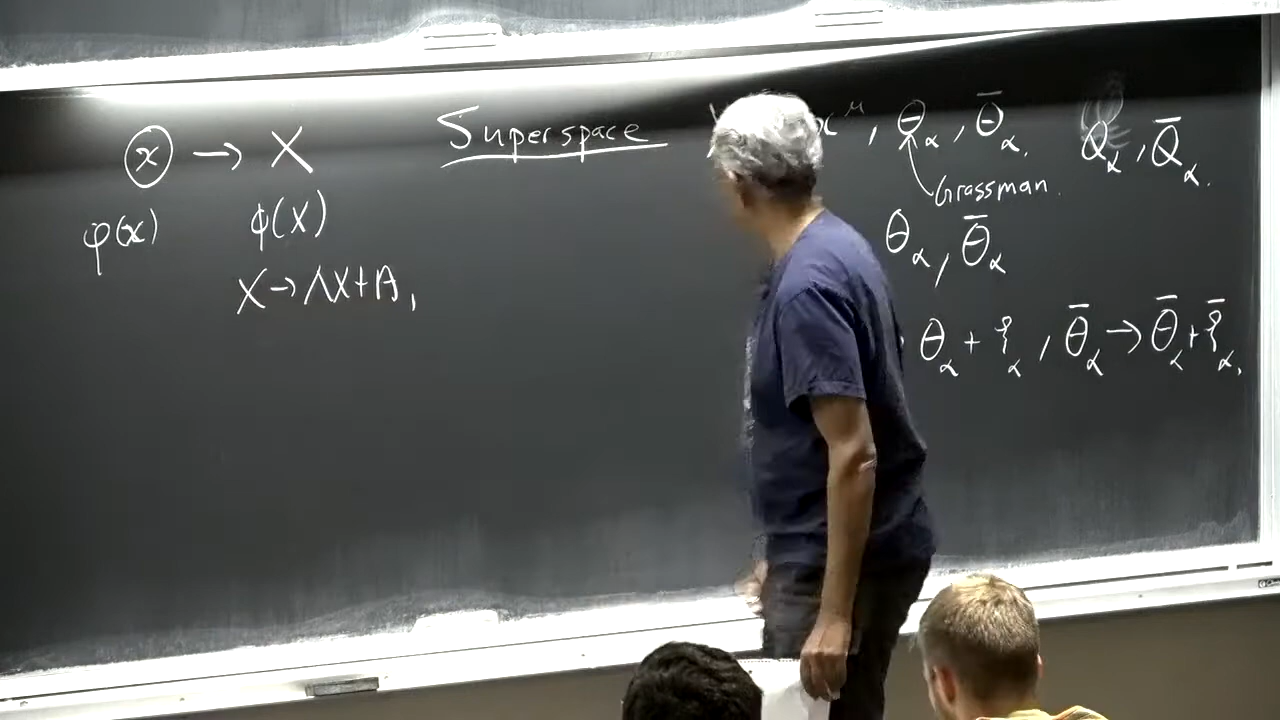 x → X
φ(x) ϕ(X)
X → ΛX+A,
Superspace
x^μ, θ_α, θ̄_α. Q_α, Q̄_α.
Grassman.
θ_α, θ̄_α
θ_α + ξ_α, θ̄_α → θ̄_α + ξ̄_α,